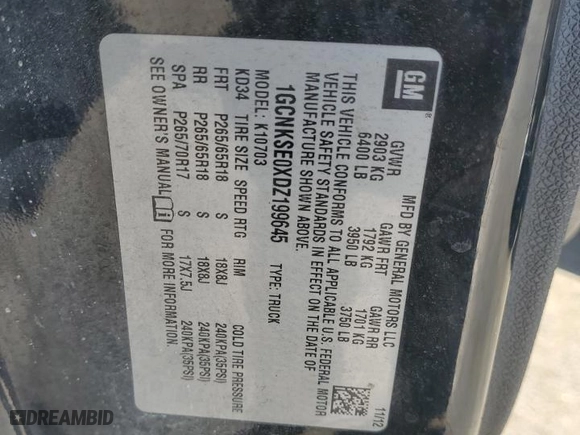 GM
MFD BY GENERAL MOTORS LLC
11/12
GVWR GAWR FRT GAWR RR
2903 KG 1792 KG 1701 KG
6400 LB 3950 LB 3750 LB
THIS VEHICLE CONFORMS TO ALL APPLICABLE U.S. FEDERAL MOTOR
VEHICLE SAFETY STANDARDS IN EFFECT ON THE DATE OF
MANUFACTURE SHOWN ABOVE.
1GCNKSE0XDZ199645 TYPE: TRUCK
MODEL: K10703
KD34 TIRE SIZE SPEED RTG RIM COLD TIRE PRESSURE
FRT P265/65R18 S 18X8J 240KPA(35PSI)
RR P265/65R18 S 18X8J 240KPA(35PSI)
SPA P265/70R17 S 17X7.5J 240KPA(35PSI)
SEE OWNER'S MANUAL FOR MORE INFORMATION.
DREAMBID